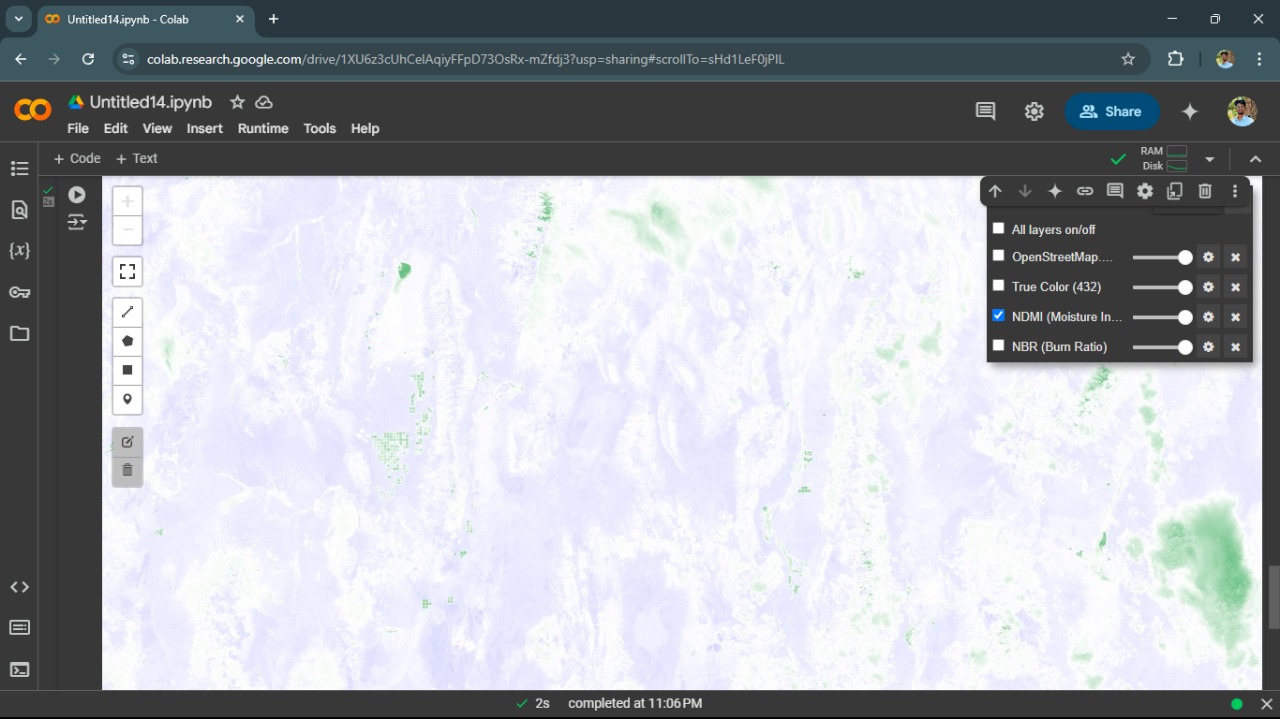 Untitled14.ipynb - Colab
colab.research.google.com/drive/1XU6z3cUhCelAqiyFFpD73OsRx-mZfdj3?usp=sharing#scrollTo=sHd1LeF0jPlL
Untitled14.ipynb
Share
File Edit View Insert Runtime Tools Help
+ Code + Text
RAM
Disk
2s
All layers on/off
OpenStreetMap....
True Color (432)
NDMI (Moisture In...
NBR (Burn Ratio)
{x}
2s completed at 11:06 PM